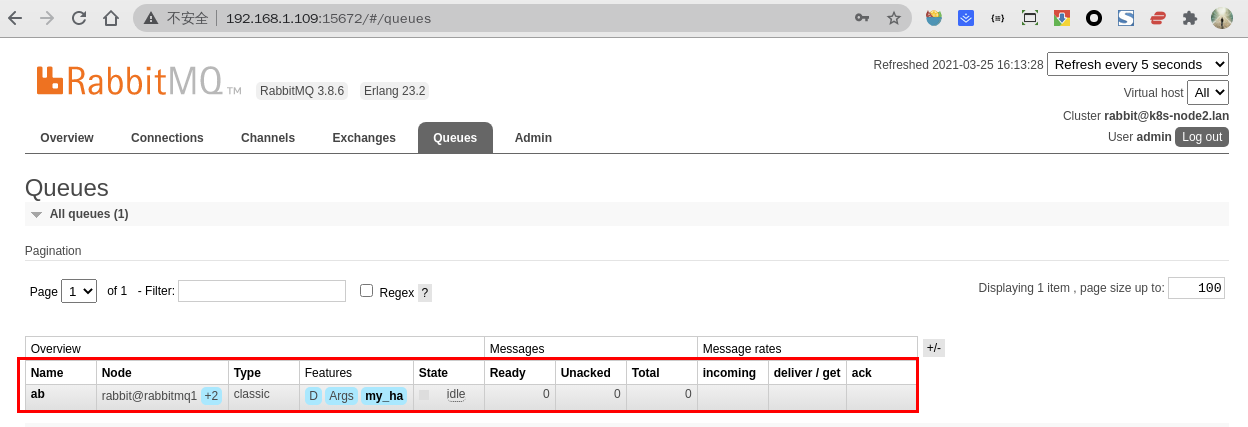 不安全 192.168.1.109:15672/#/queues
RabbitMQ TM RabbitMQ 3.8.6 Erlang 23.2
Refreshed 2021-03-25 16:13:28 Refresh every 5 seconds
Virtual host All
Cluster rabbit@k8s-node2.lan
User admin Log out
Overview Connections Channels Exchanges Queues Admin
Queues
All queues (1)
Pagination
Page 1 of 1 - Filter: Regex ? Displaying 1 item , page size up to: 100
Overview Messages Message rates +/-
Name Node Type Features State Ready Unacked Total incoming deliver / get ack
ab rabbit@rabbitmq1 +2 classic D Args my_ha idle 0 0 0